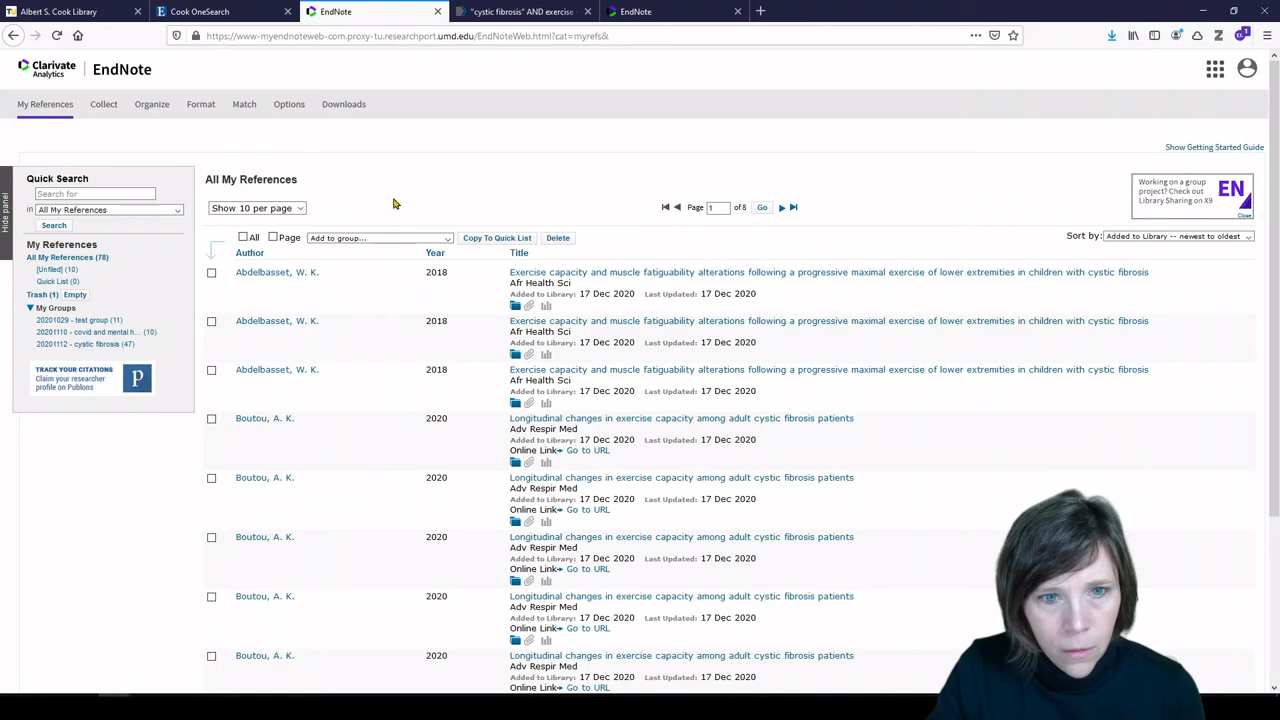 Albert S. Cook Library
Cook OneSearch
EndNote
"cystic fibrosis" AND exercise -
EndNote
https://www-myendnoteweb-com.proxy-tu.researchport.umd.edu/EndNoteWeb.html?cat=myrefs&
Clarivate
Analytics
EndNote
My References
Collect
Organize
Format
Match
Options
Downloads
Show Getting Started Guide
Hide panel
Quick Search
Search for
in All My References
Search
My References
All My References (78)
[Unfiled] (10)
Quick List (0)
Trash (1) Empty
My Groups
20201029 - test group (11)
20201110 - covid and mental h... (10)
20201112 - cystic fibrosis (47)
TRACK YOUR CITATIONS
Claim your researcher
profile on Publons
p
All My References
Show 10 per page
Page 1 of 8 Go
Working on a group
project? Check out
Library Sharing on X9
EN
Close
All Page Add to group... Copy To Quick List Delete
Sort by: Added to Library -- newest to oldest
Author Year Title
Abdelbasset, W. K. 2018 Exercise capacity and muscle fatiguability alterations following a progressive maximal exercise of lower extremities in children with cystic fibrosis
Afr Health Sci
Added to Library: 17 Dec 2020 Last Updated: 17 Dec 2020
Abdelbasset, W. K. 2018 Exercise capacity and muscle fatiguability alterations following a progressive maximal exercise of lower extremities in children with cystic fibrosis
Afr Health Sci
Added to Library: 17 Dec 2020 Last Updated: 17 Dec 2020
Abdelbasset, W. K. 2018 Exercise capacity and muscle fatiguability alterations following a progressive maximal exercise of lower extremities in children with cystic fibrosis
Afr Health Sci
Added to Library: 17 Dec 2020 Last Updated: 17 Dec 2020
Boutou, A. K. 2020 Longitudinal changes in exercise capacity among adult cystic fibrosis patients
Adv Respir Med
Added to Library: 17 Dec 2020 Last Updated: 17 Dec 2020
Online Link Go to URL
Boutou, A. K. 2020 Longitudinal changes in exercise capacity among adult cystic fibrosis patients
Adv Respir Med
Added to Library: 17 Dec 2020 Last Updated: 17 Dec 2020
Online Link Go to URL
Boutou, A. K. 2020 Longitudinal changes in exercise capacity among adult cystic fibrosis patients
Adv Respir Med
Added to Library: 17 Dec 2020 Last Updated: 17 Dec 2020
Online Link Go to URL
Boutou, A. K. 2020 Longitudinal changes in exercise capacity among adult cystic fibrosis patients
Adv Respir Med
Added to Library: 17 Dec 2020 Last Updated: 17 Dec 2020
Online Link Go to URL
Boutou, A. K. 2020 Longitudinal changes in exercise capacity among adult cystic fibrosis patients
Adv Respir Med
Added to Library: 17 Dec 2020 Last Updated: 17 Dec 2020
Online Link Go to URL